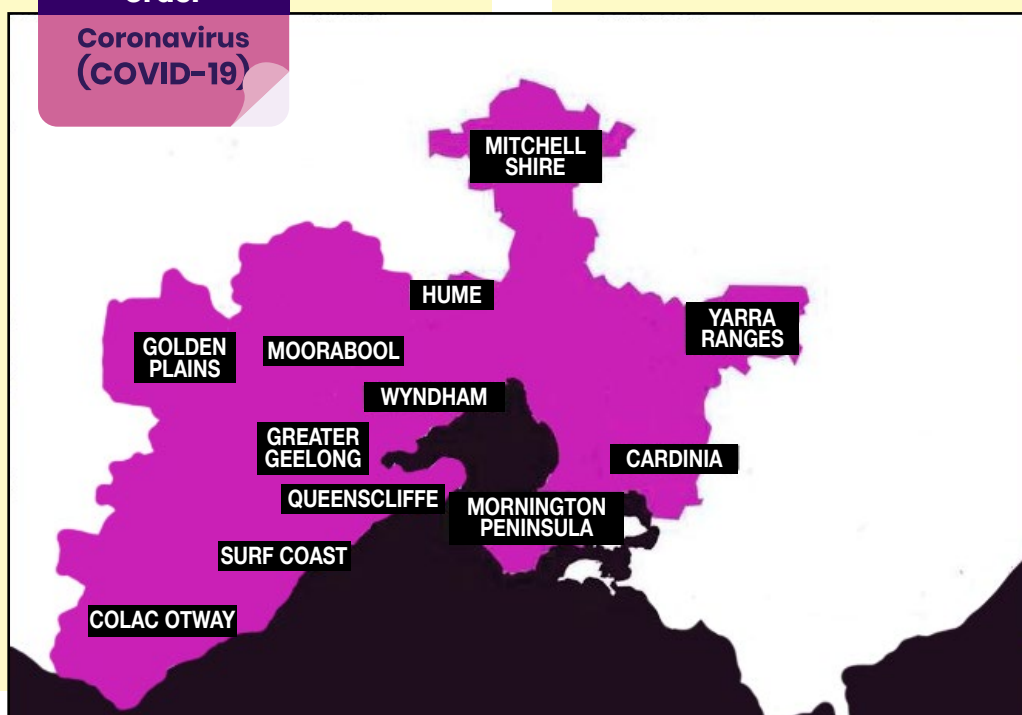 Coronavirus
(COVID-19)
MITCHELL
SHIRE
HUME
YARRA
RANGES
GOLDEN
PLAINS
MOORABOOL
WYNDHAM
GREATER
GEELONG
CARDINIA
QUEENSCLIFFE
MORNINGTON
PENINSULA
SURF COAST
COLAC OTWAY